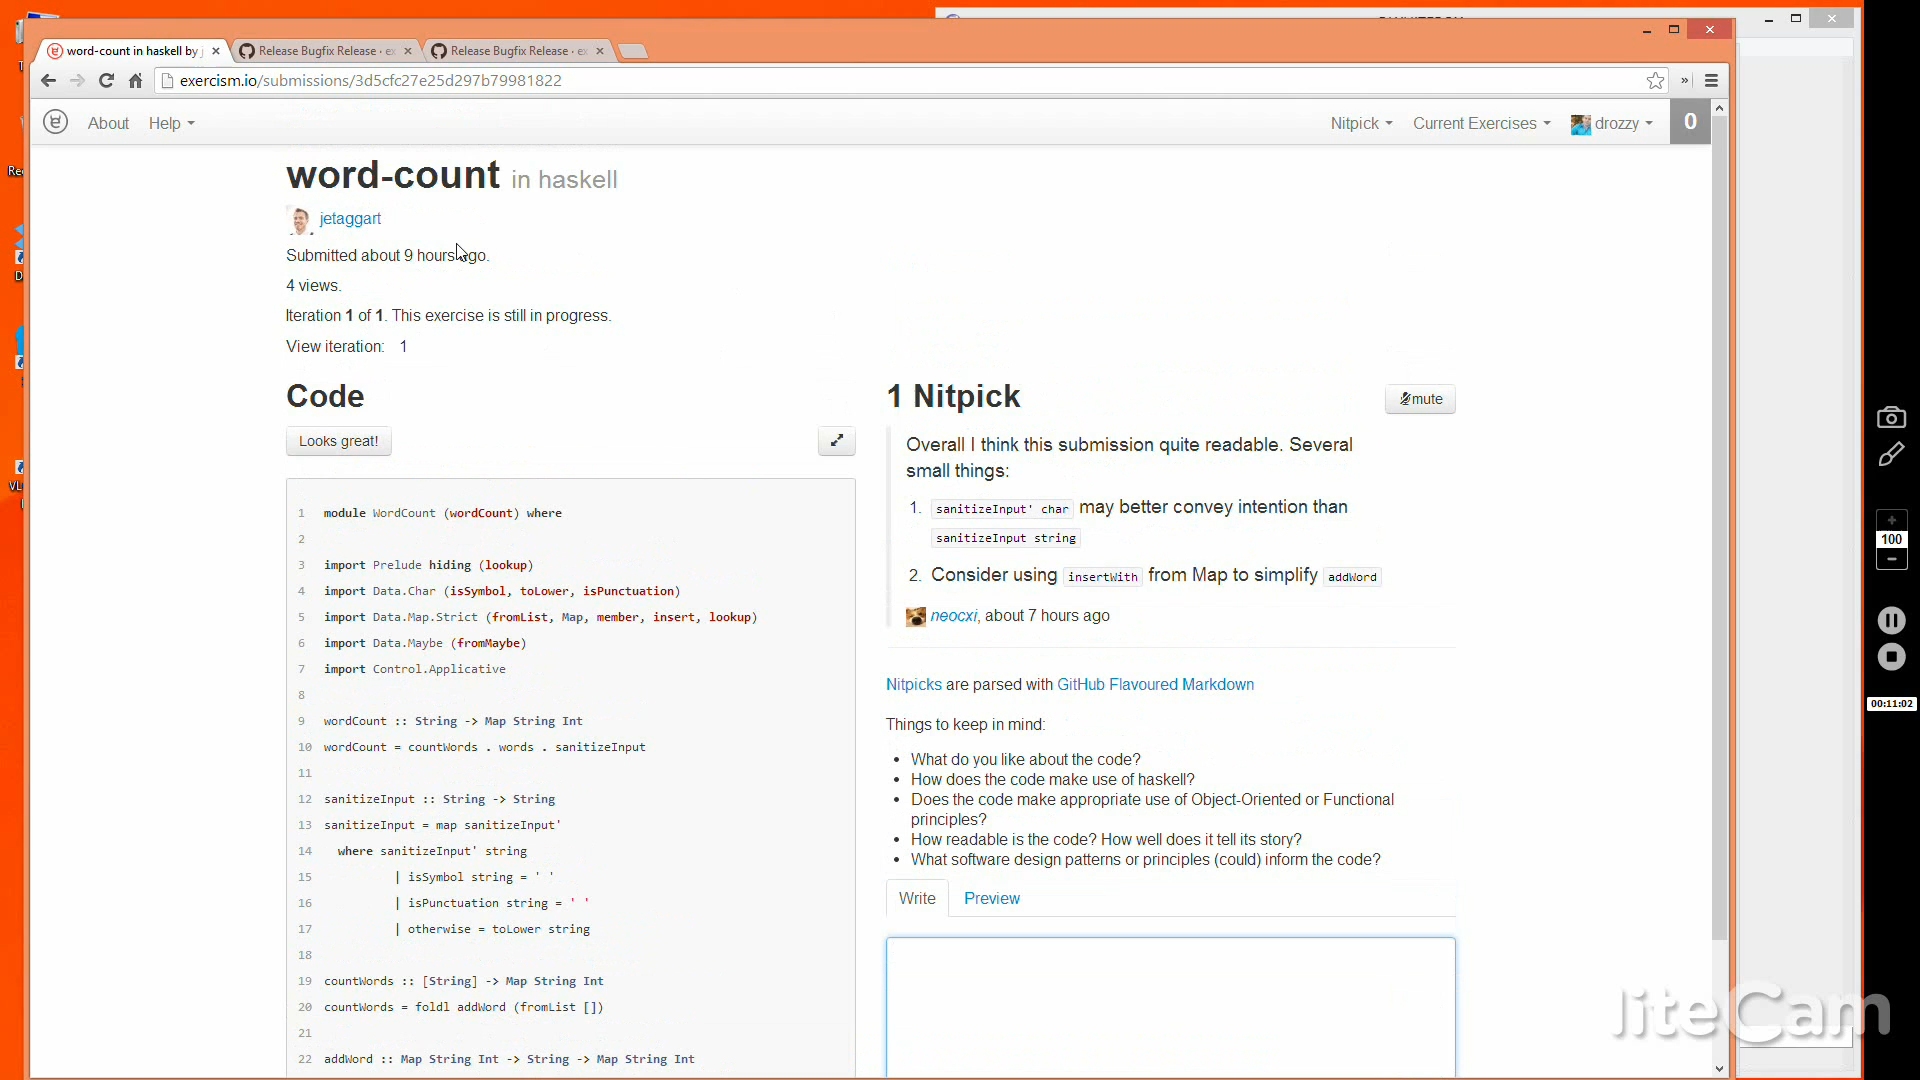 word-count in haskell by j
Release Bugfix Release · ex
Release Bugfix Release · ex
exercism.io/submissions/3d5cfc27e25d297b79981822
About
Help
Nitpick
Current Exercises
drozzy
0
word-count in haskell
jetaggart
Submitted about 9 hours ago.
4 views.
Iteration 1 of 1. This exercise is still in progress.
View iteration: 1
Code
Looks great!
1 module WordCount (wordCount) where
2
3 import Prelude hiding (lookup)
4 import Data.Char (isSymbol, toLower, isPunctuation)
5 import Data.Map.Strict (fromList, Map, member, insert, lookup)
6 import Data.Maybe (fromMaybe)
7 import Control.Applicative
8
9 wordCount :: String -> Map String Int
10 wordCount = countWords . words . sanitizeInput
11
12 sanitizeInput :: String -> String
13 sanitizeInput = map sanitizeInput'
14 where sanitizeInput' string
15 | isSymbol string = ' '
16 | isPunctuation string = ' '
17 | otherwise = toLower string
18
19 countWords :: [String] -> Map String Int
20 countWords = foldl addWord (fromList [])
21
22 addWord :: Map String Int -> String -> Map String Int
1 Nitpick
mute
Overall I think this submission quite readable. Several
small things:
1. sanitizeInput' char may better convey intention than
sanitizeInput string
2. Consider using insertWith from Map to simplify addWord
neocxi, about 7 hours ago
Nitpicks are parsed with GitHub Flavoured Markdown
Things to keep in mind:
• What do you like about the code?
• How does the code make use of haskell?
• Does the code make appropriate use of Object-Oriented or Functional
principles?
• How readable is the code? How well does it tell its story?
• What software design patterns or principles (could) inform the code?
Write
Preview
100
00:11:02
liteCam